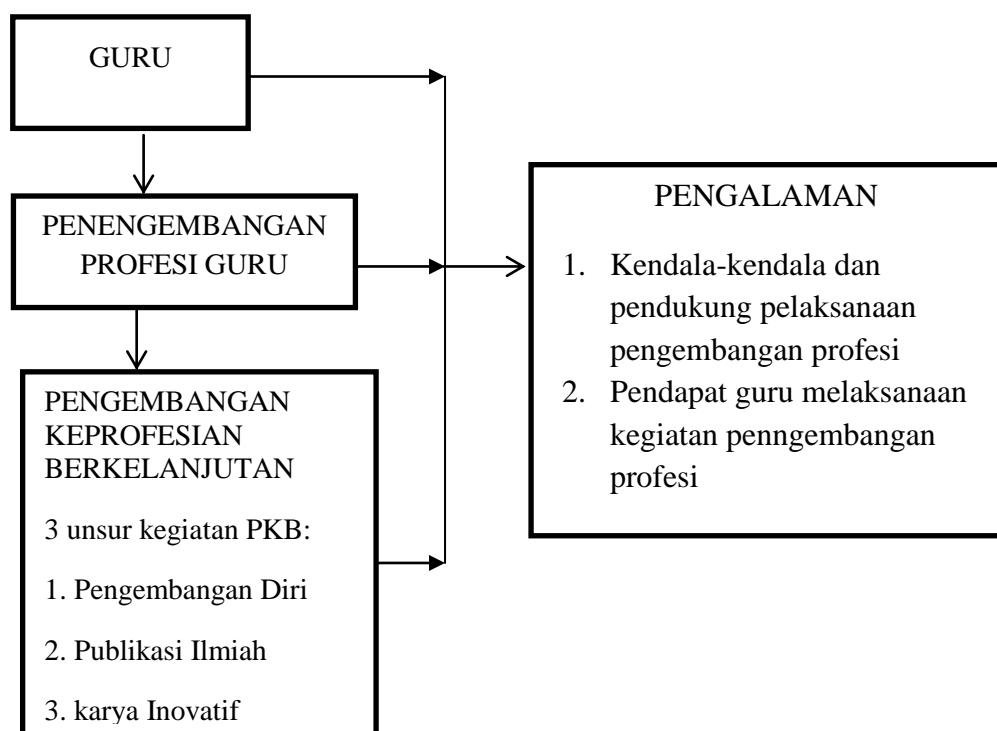 GURU
PENENGEMBANGAN
PROFESI GURU
PENGEMBANGAN
KEPROFESIAN
BERKELANJUTAN
3 unsur kegiatan PKB:
1. Pengembangan Diri
2. Publikasi Ilmiah
3. karya Inovatif
PENGALAMAN
1. Kendala-kendala dan
pendukung pelaksanaan
pengembangan profesi
2. Pendapat guru melaksanaan
kegiatan penngembangan
profesi